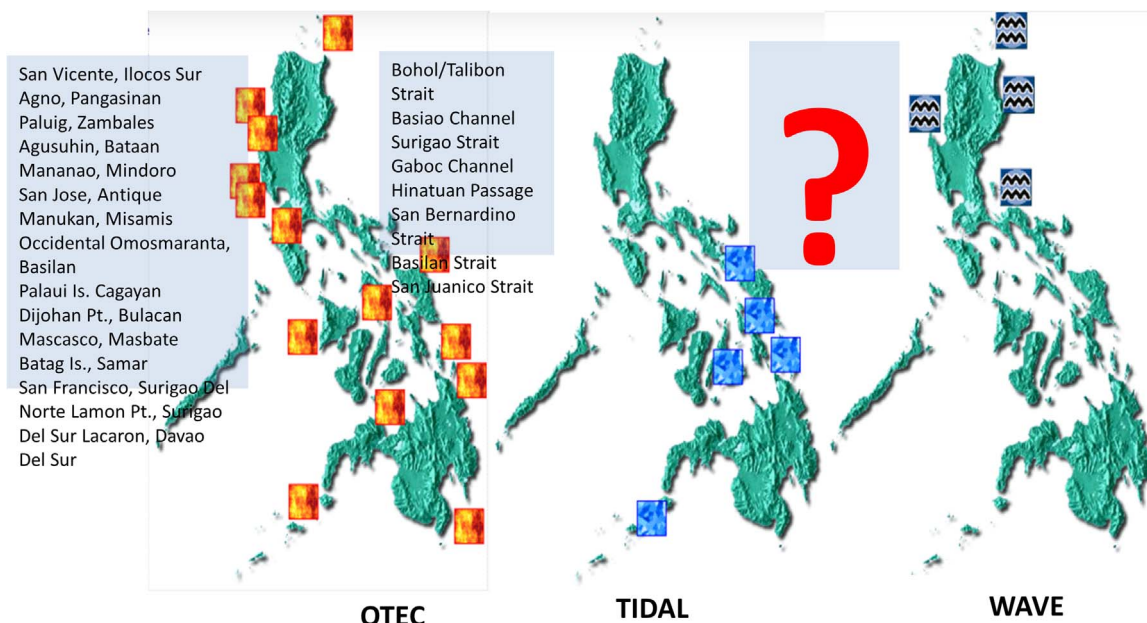 San Vicente, Ilocos Sur
Agno, Pangasinan
Paluig, Zambales
Agusuhin, Bataan
Mananao, Mindoro
San Jose, Antique
Manukan, Misamis
Occidental Omosmaranta,
Basilan
Palaui Is. Cagayan
Dijohan Pt., Bulacan
Mascasco, Masbate
Batag Is., Samar
San Francisco, Surigao Del
Norte Lamon Pt., Surigao
Del Sur Lacaron, Davao
Del Sur
Bohol/Talibon
Strait
Basiao Channel
Surigao Strait
Gaboc Channel
Hinatuan Passage
San Bernardino
Strait
Basilan Strait
San Juanico Strait
?
OTEC
TIDAL
WAVE